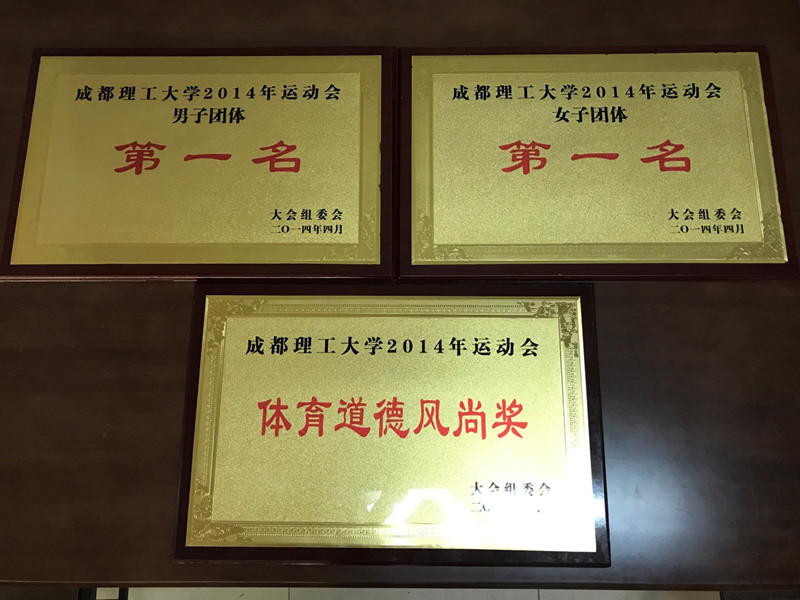 成都理工大学2014年运动会
男子团体
第一名
大会组委会
二〇一四年四月
成都理工大学2014年运动会
女子团体
第一名
大会组委会
二〇一四年四月
成都理工大学2014年运动会
体育道德风尚奖
大会组委会
二〇